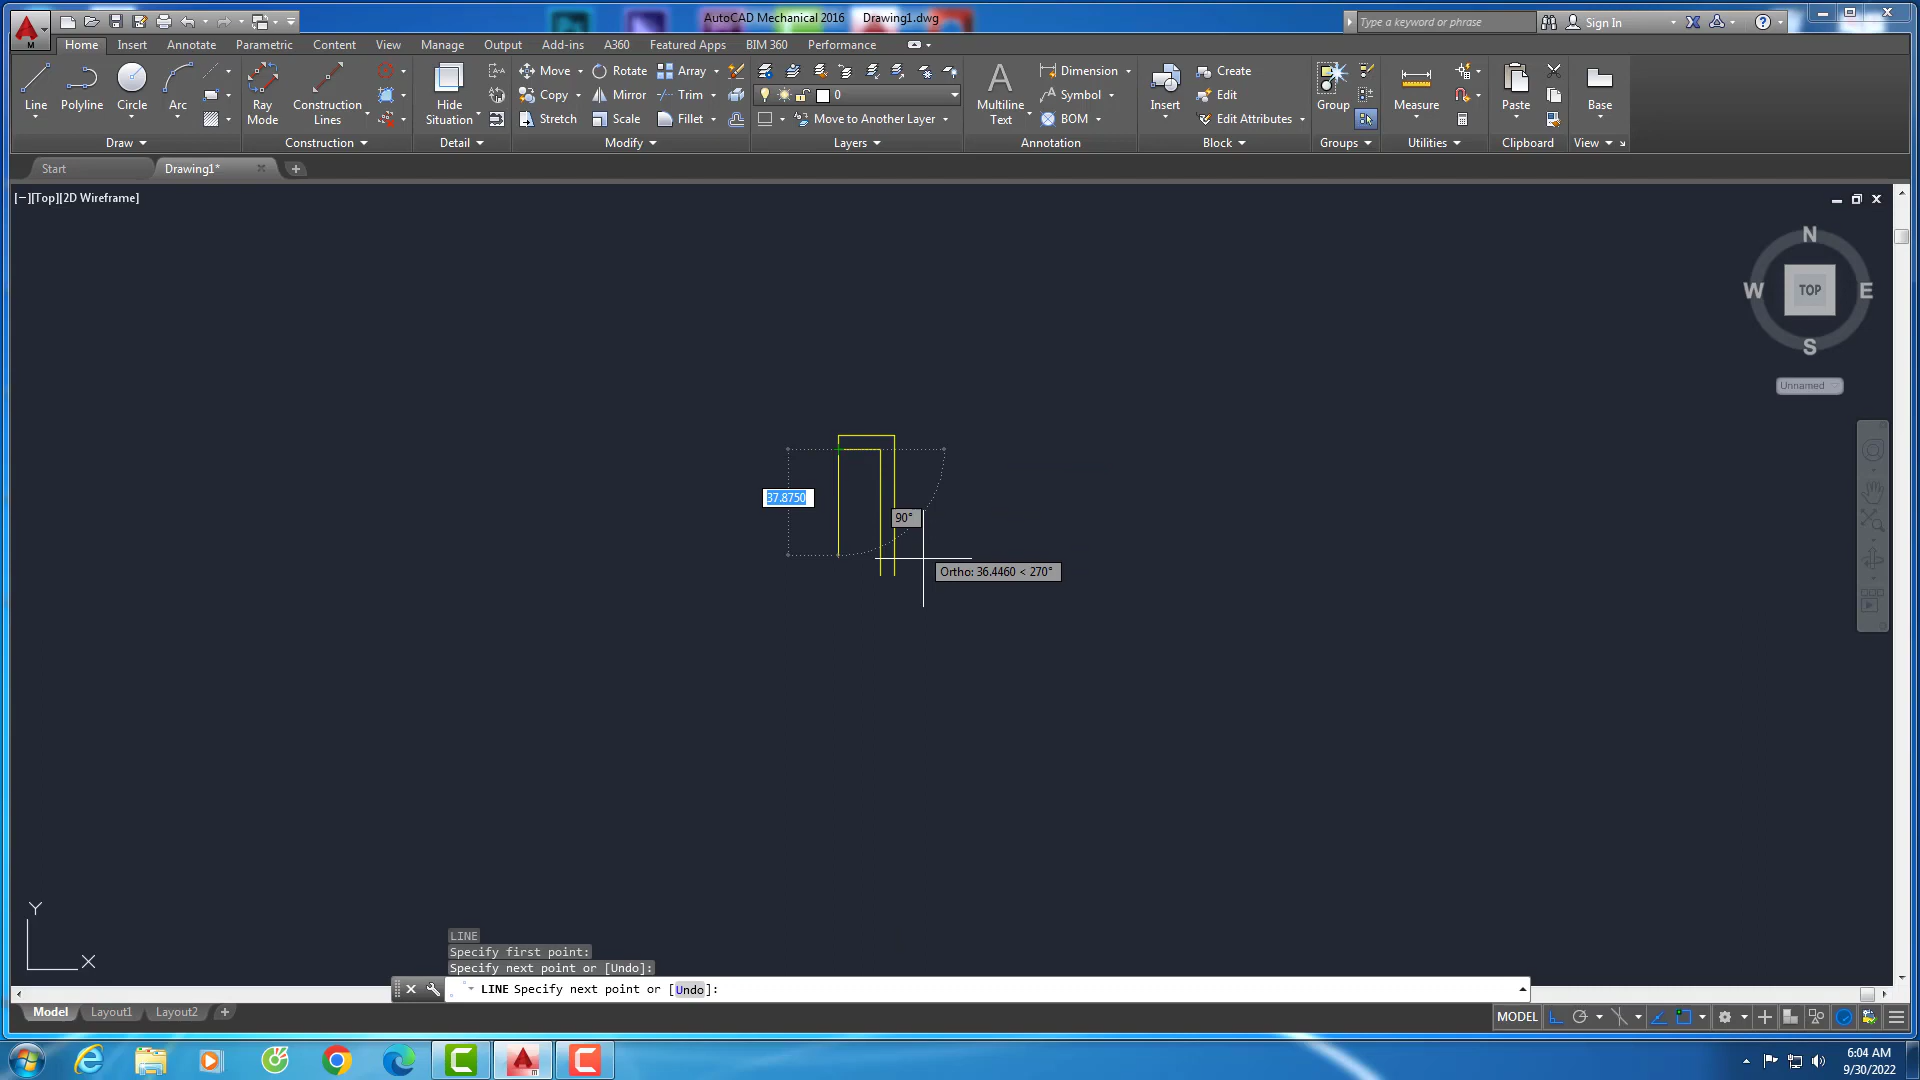 AutoCAD Mechanical 2016 Drawing1.dwg
Type a keyword or phrase
Sign In
M
Home Insert Annotate Parametric Content View Manage Output Add-ins A360 Featured Apps BIM 360 Performance
Line Polyline Circle Arc
Ray Mode
Construction Lines
Hide Situation
Move Rotate Array
Copy Mirror Trim
Stretch Scale Fillet
0
Move to Another Layer
Multiline Text
Dimension
Symbol
BOM
Insert
Create
Edit
Edit Attributes
Group
Measure
Paste
Base
Draw Construction Detail Modify Layers Annotation Block Groups Utilities Clipboard View
Start Drawing1*
[−][Top][2D Wireframe]
N
W TOP E
S
Unnamed
37.8750
90°
Ortho: 36.4460 < 270°
Y
X
LINE
Specify first point:
Specify next point or [Undo]:
LINE Specify next point or [Undo]:
Model Layout1 Layout2
MODEL
m
6:04 AM
9/30/2022